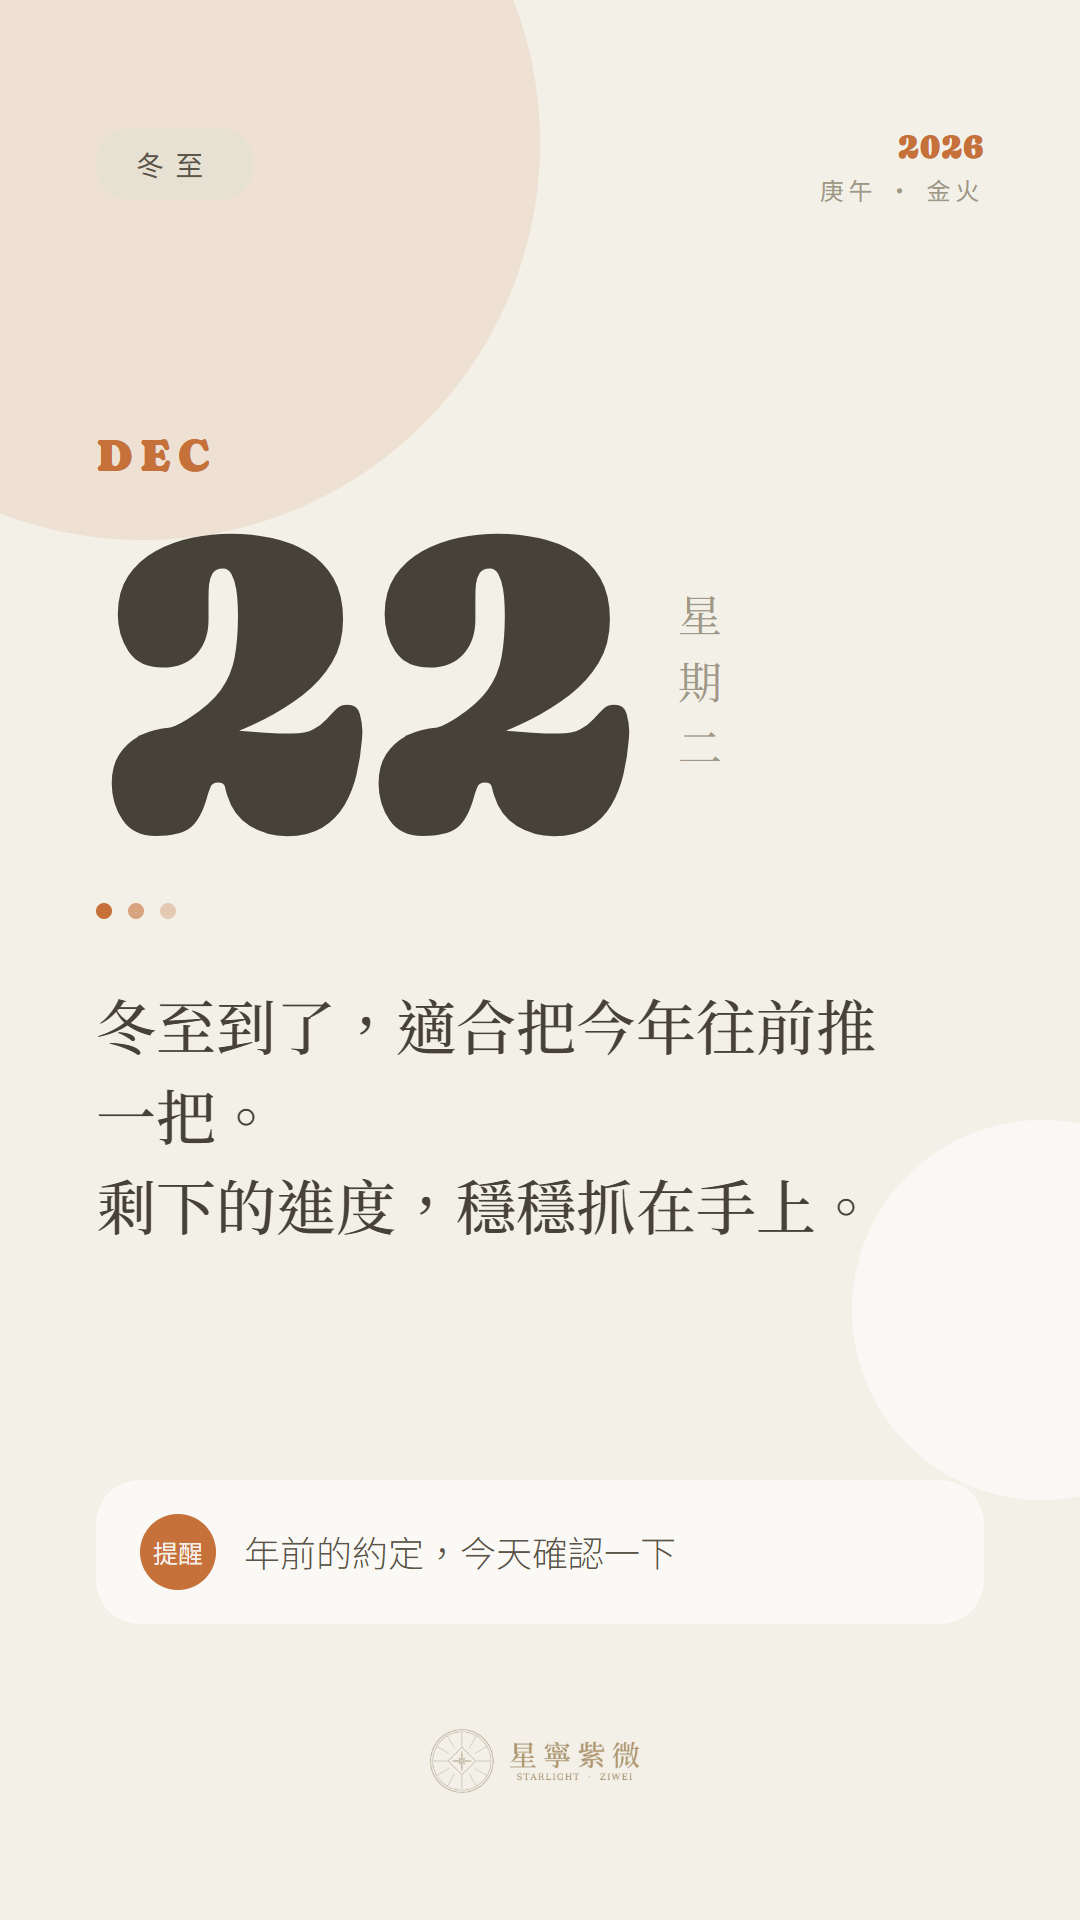 冬至
2026
庚午 · 金火
DEC
22
星期二
冬至到了，適合把今年往前推
一把。
剩下的進度，穩穩抓在手上。
提醒
年前的約定，今天確認一下
星寧紫微
STARLIGHT · ZIWEI